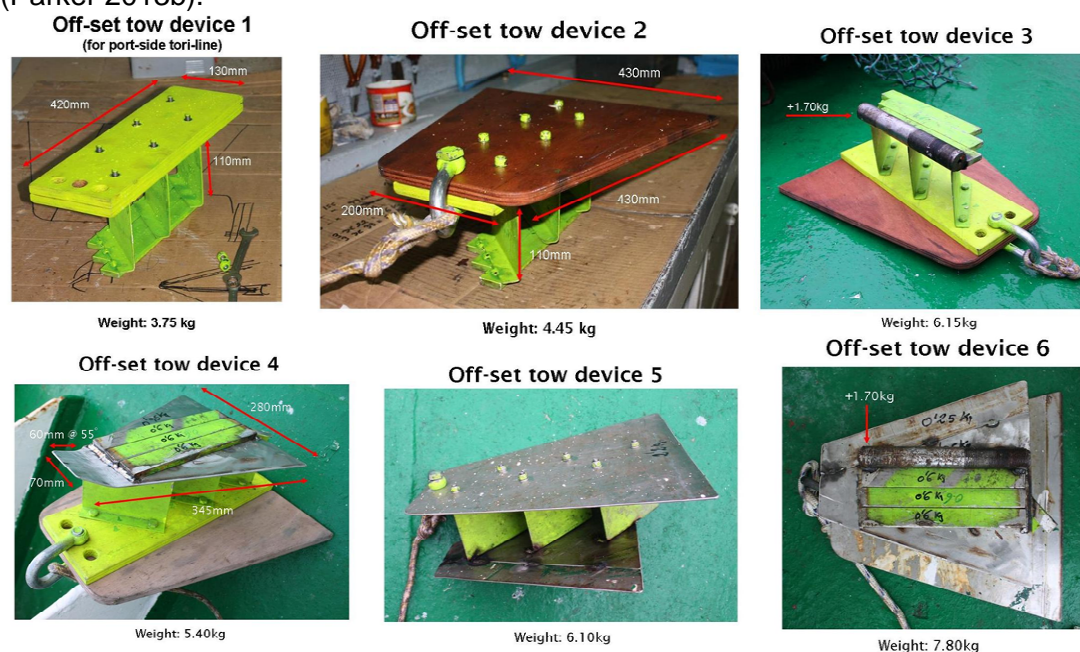 (Parker 2018b).
Off-set tow device 1
(for port-side tori-line)
130mm
420mm
110mm
Weight: 3.75 kg
Off-set tow device 2
430mm
200mm
430mm
110mm
Weight: 4.45 kg
Off-set tow device 3
+1.70kg
Weight: 6.15kg
Off-set tow device 4
280mm
60mm @ 55°
70mm
345mm
0'6 Kg
0'6 Kg
Weight: 5.40kg
Off-set tow device 5
Weight: 6.10kg
Off-set tow device 6
+1.70kg
0'25 Kg
0'6 Kg
0'6 Kg
Weight: 7.80kg